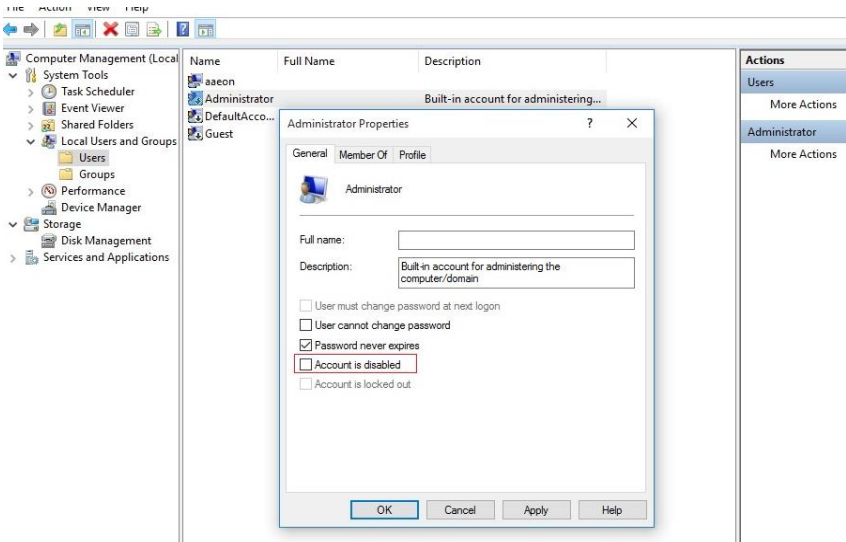 File Action View Help
Computer Management (Local
System Tools
Task Scheduler
Event Viewer
Shared Folders
Local Users and Groups
Users
Groups
Performance
Device Manager
Storage
Disk Management
Services and Applications
Name Full Name Description
aaeon
Administrator Built-in account for administering...
DefaultAcco...
Guest
Administrator Properties ? X
General Member Of Profile
Administrator
Full name:
Description: Built-in account for administering the
computer/domain
User must change password at next logon
User cannot change password
Password never expires
Account is disabled
Account is locked out
OK Cancel Apply Help
Actions
Users
More Actions
Administrator
More Actions